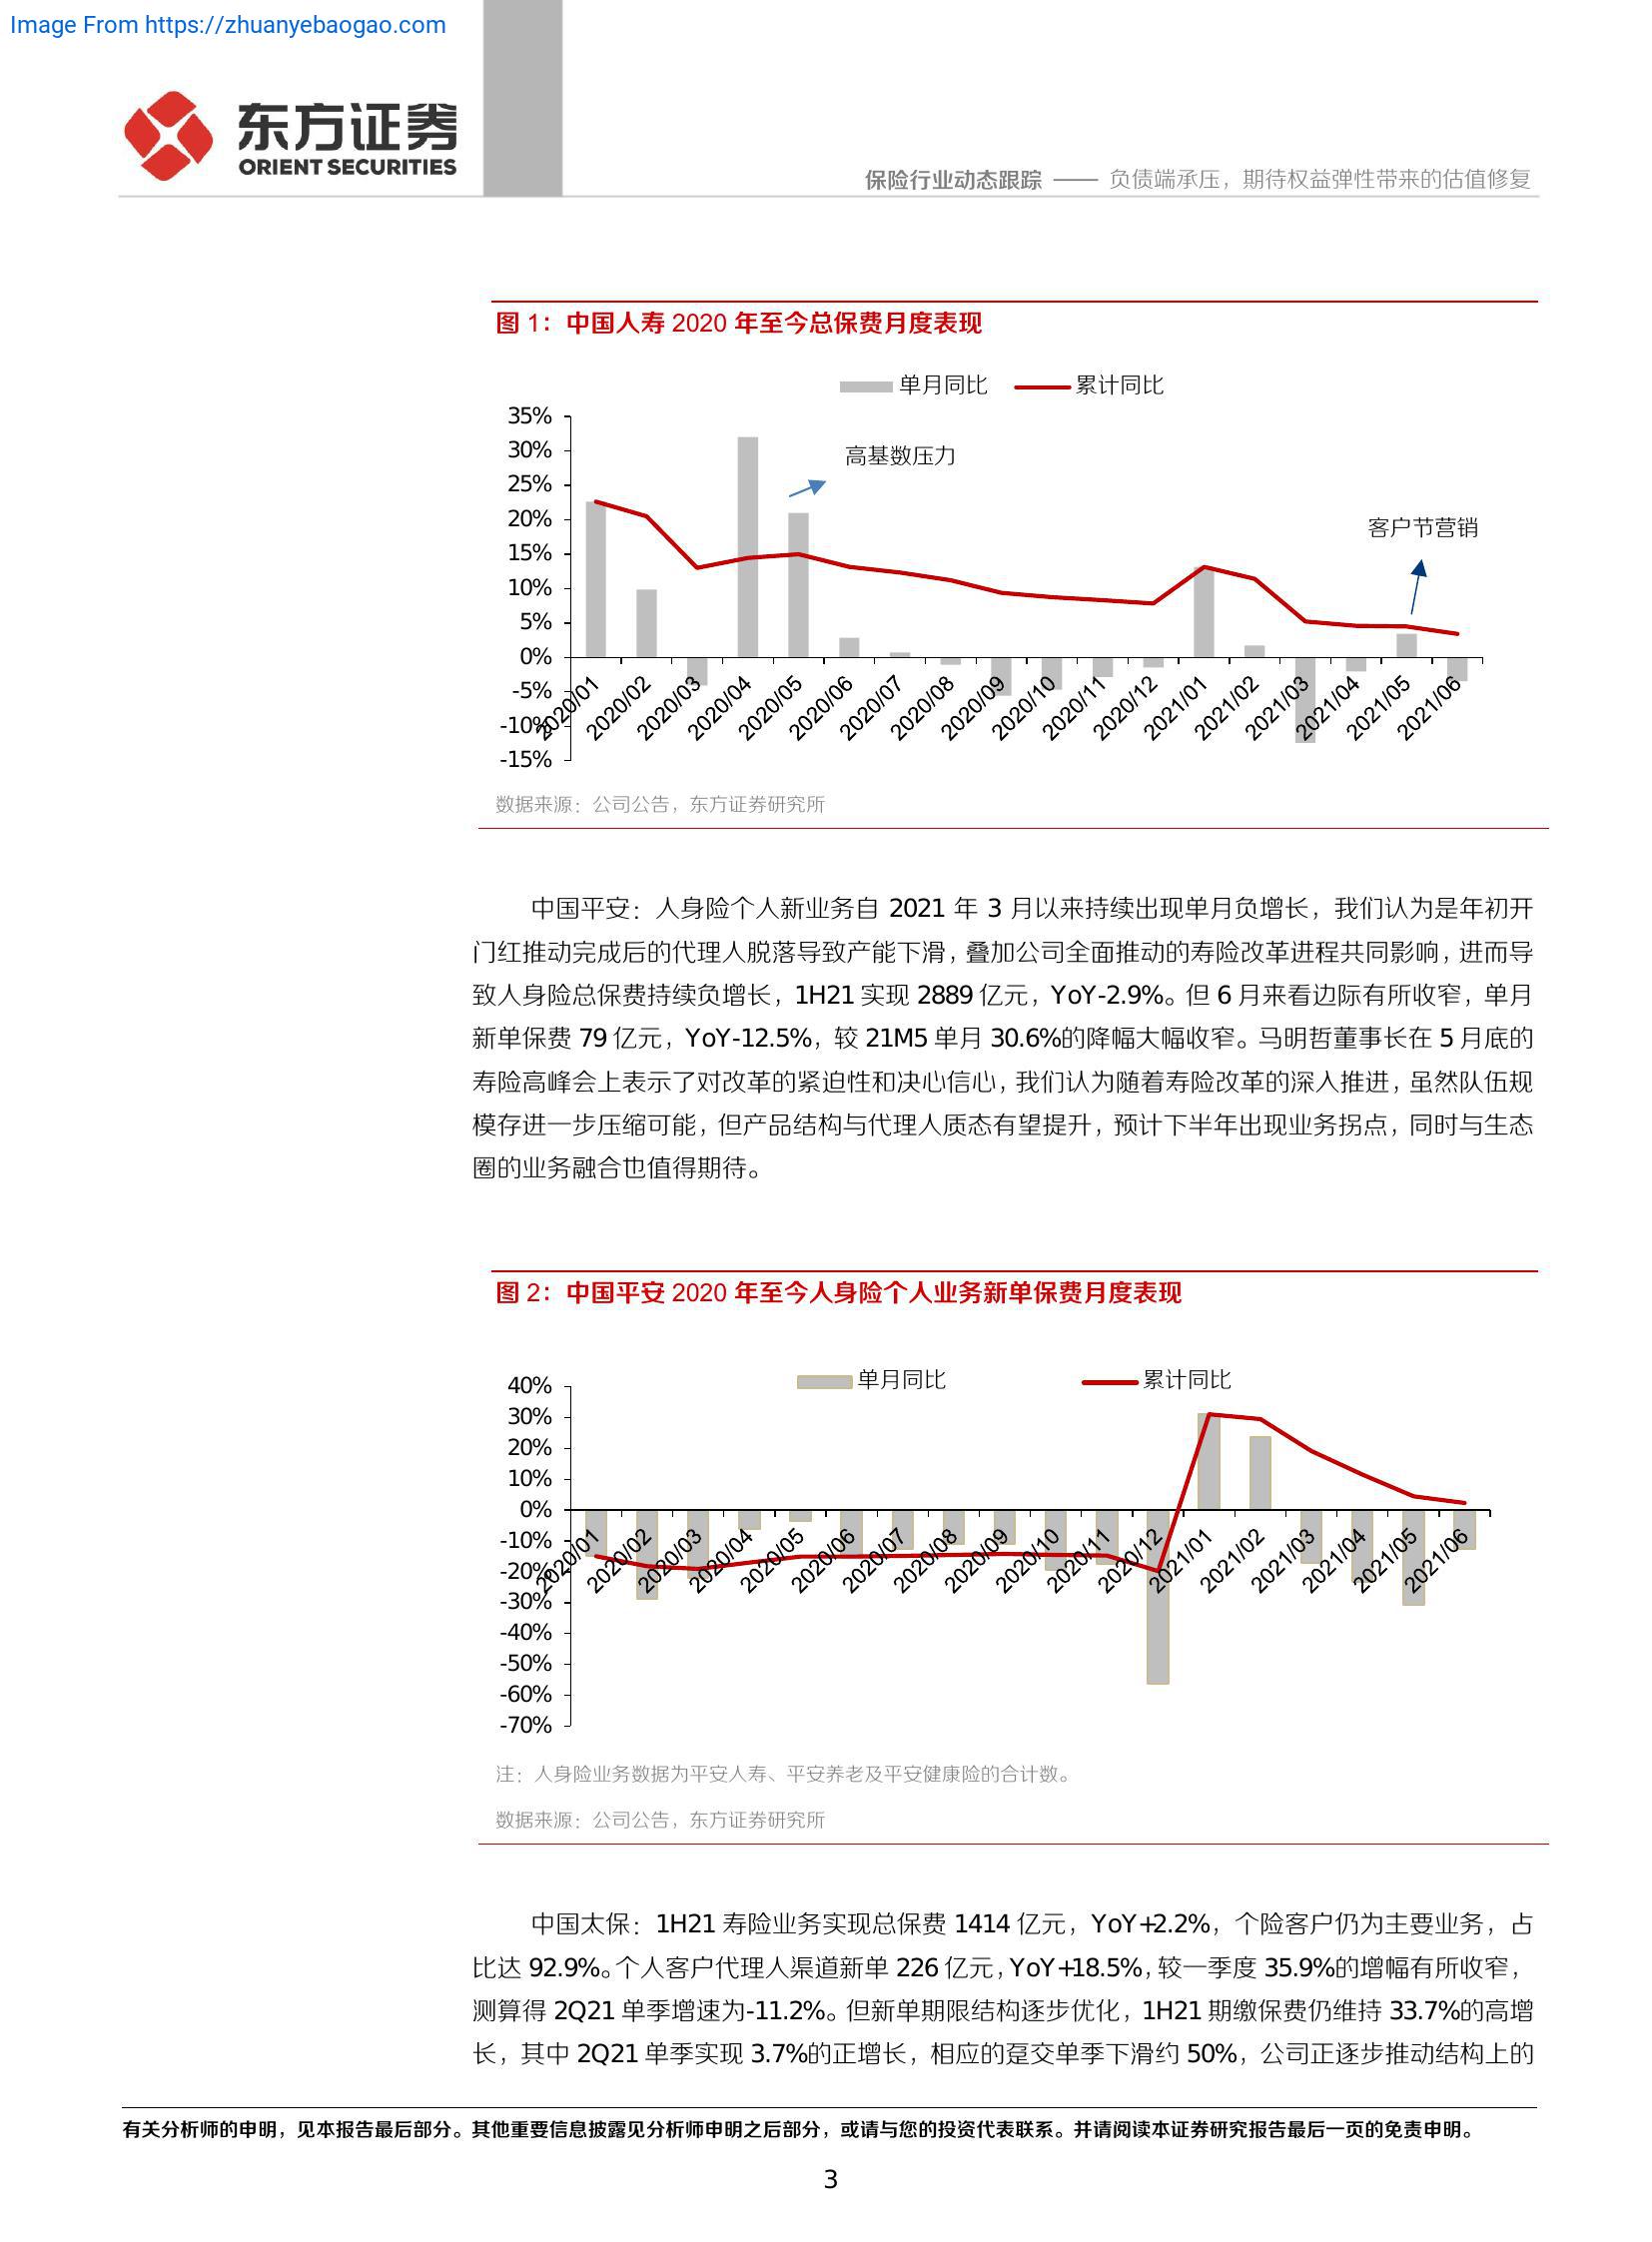 Image From https://zhuanyebaogao.com
东方证券
ORIENT SECURITIES
保险行业动态跟踪 —— 负债端承压，期待权益弹性带来的估值修复
图 1：中国人寿 2020 年至今总保费月度表现
单月同比 累计同比
35%
30%
25%
20%
15%
10%
5%
0%
-5%
-10%
-15%
高基数压力
客户节营销
2020/01 2020/02 2020/03 2020/04 2020/05 2020/06 2020/07 2020/08 2020/09 2020/10 2020/11 2020/12 2021/01 2021/02 2021/03 2021/04 2021/05 2021/06
数据来源：公司公告，东方证券研究所
中国平安：人身险个人新业务自 2021 年 3 月以来持续出现单月负增长，我们认为是年初开
门红推动完成后的代理人脱落导致产能下滑，叠加公司全面推动的寿险改革进程共同影响，进而导
致人身险总保费持续负增长，1H21 实现 2889 亿元，YoY-2.9%。但 6 月来看边际有所收窄，单月
新单保费 79 亿元，YoY-12.5%，较 21M5 单月 30.6%的降幅大幅收窄。马明哲董事长在 5 月底的
寿险高峰会上表示了对改革的紧迫性和决心信心，我们认为随着寿险改革的深入推进，虽然队伍规
模存进一步压缩可能，但产品结构与代理人质态有望提升，预计下半年出现业务拐点，同时与生态
圈的业务融合也值得期待。
图 2：中国平安 2020 年至今人身险个人业务新单保费月度表现
单月同比 累计同比
40%
30%
20%
10%
0%
-10%
-20%
-30%
-40%
-50%
-60%
-70%
2020/01 2020/02 2020/03 2020/04 2020/05 2020/06 2020/07 2020/08 2020/09 2020/10 2020/11 2020/12 2021/01 2021/02 2021/03 2021/04 2021/05 2021/06
注：人身险业务数据为平安人寿、平安养老及平安健康险的合计数。
数据来源：公司公告，东方证券研究所
中国太保：1H21 寿险业务实现总保费 1414 亿元，YoY+2.2%，个险客户仍为主要业务，占
比达 92.9%。个人客户代理人渠道新单 226 亿元，YoY+18.5%，较一季度 35.9%的增幅有所收窄，
测算得 2Q21 单季增速为-11.2%。但新单期限结构逐步优化，1H21 期缴保费仍维持 33.7%的高增
长，其中 2Q21 单季实现 3.7%的正增长，相应的趸交单季下滑约 50%，公司正逐步推动结构上的
有关分析师的申明，见本报告最后部分。其他重要信息披露见分析师申明之后部分，或请与您的投资代表联系。并请阅读本证券研究报告最后一页的免责申明。
3